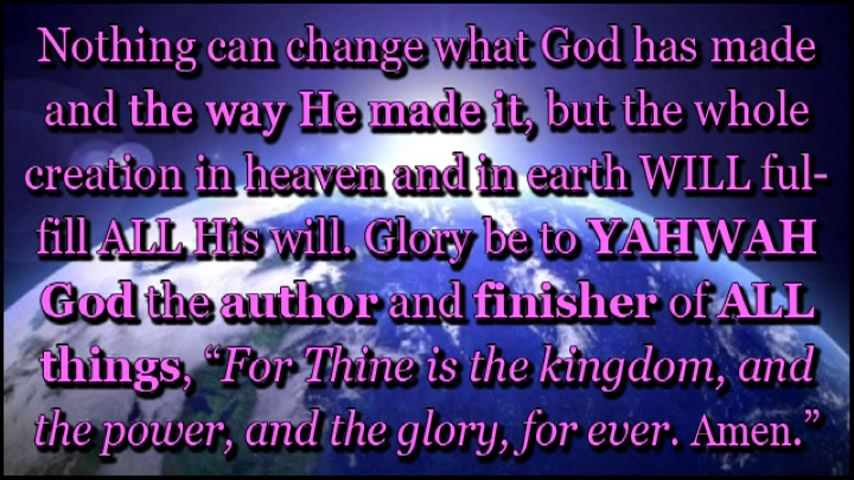 Nothing can change what God has made
and the way He made it, but the whole
creation in heaven and in earth WILL ful-
fill ALL His will. Glory be to YAHWAH
God the author and finisher of ALL
things, “For Thine is the kingdom, and
the power, and the glory, for ever. Amen.”